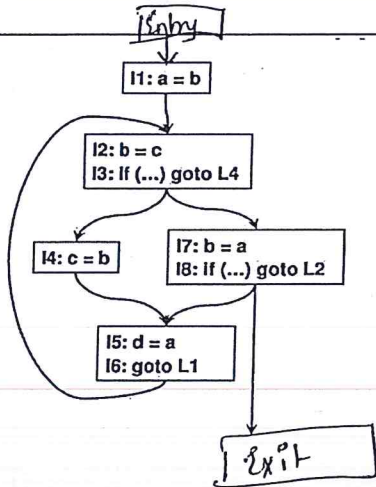 Entry
I1: a = b
I2: b = c
I3: If (...) goto L4
I4: c = b
I7: b = a
I8: if (...) goto L2
I5: d = a
I6: goto L1
Exit